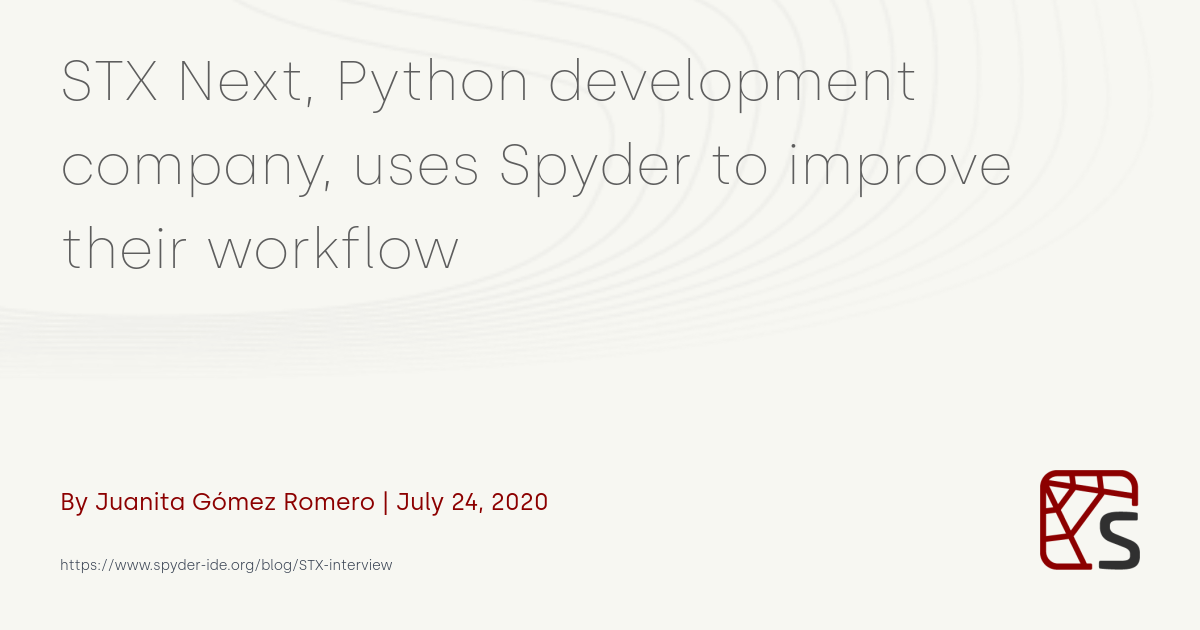 STX Next, Python development
company, uses Spyder to improve
their workflow
By Juanita Gómez Romero | July 24, 2020
https://www.spyder-ide.org/blog/STX-interview
S